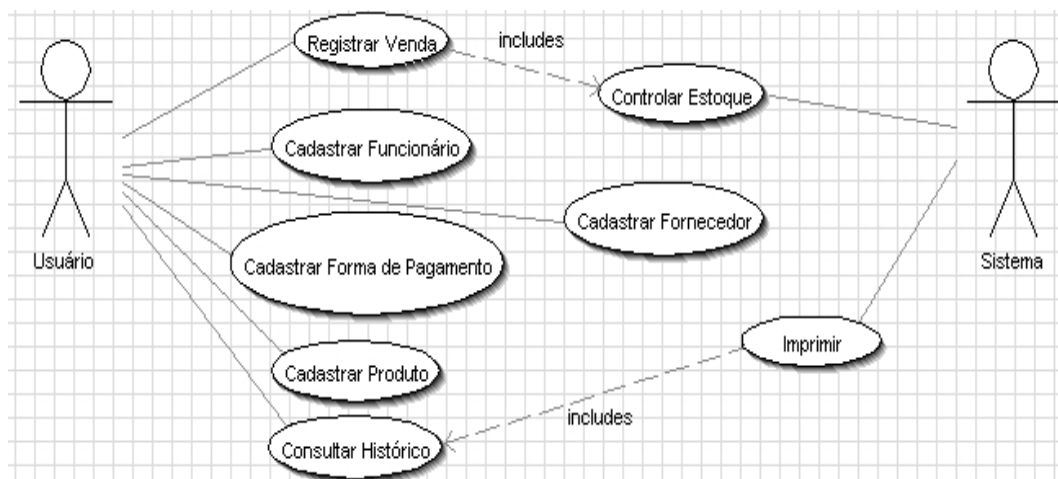 Registrar Venda
includes
Controlar Estoque
Cadastrar Funcionário
Cadastrar Fornecedor
Usuário
Cadastrar Forma de Pagamento
Sistema
Imprimir
Cadastrar Produto
includes
Consultar Histórico